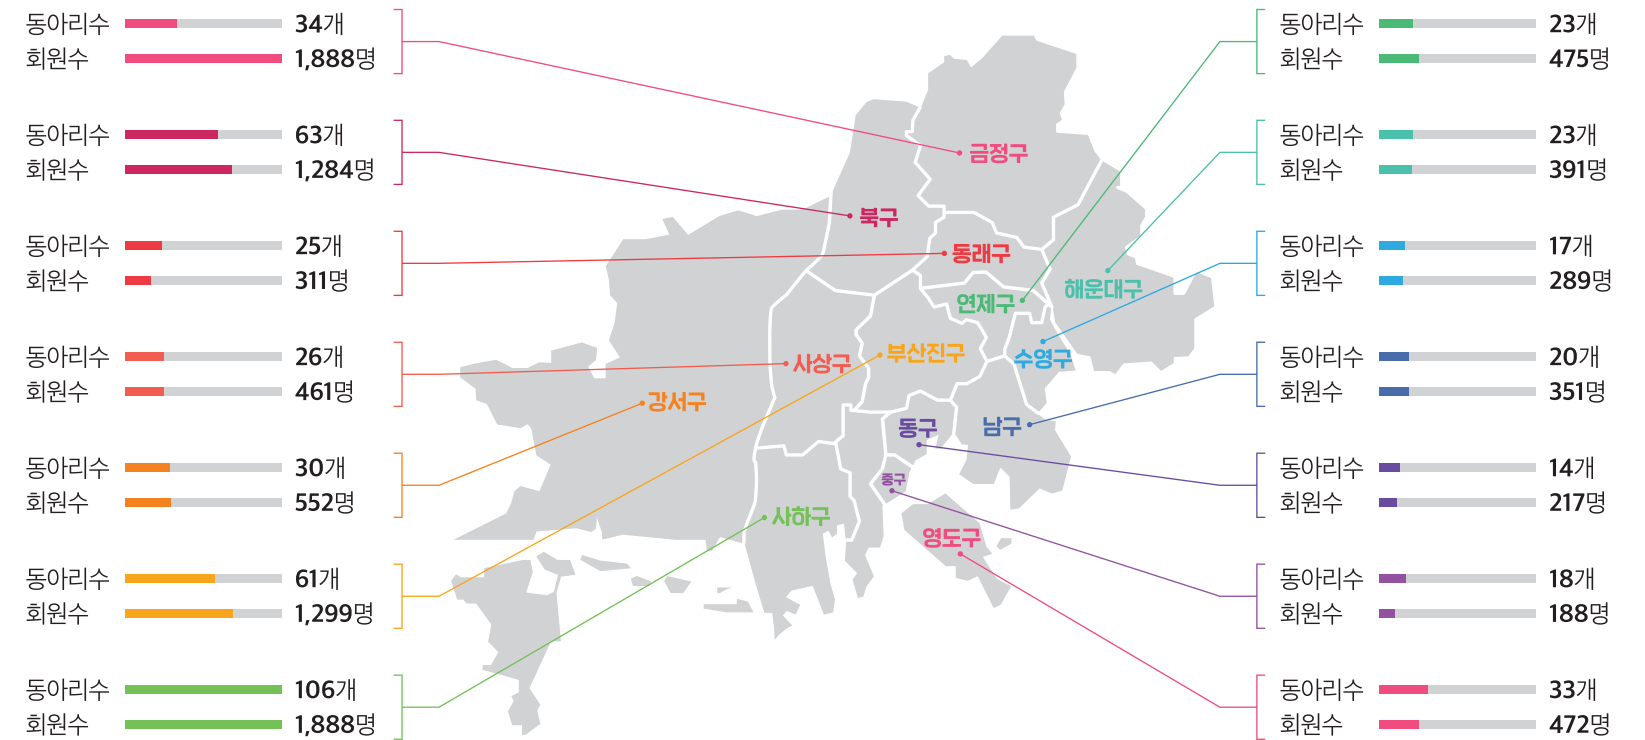 동아리수 34개
회원수 1,888명
동아리수 63개
회원수 1,284명
동아리수 25개
회원수 311명
동아리수 26개
회원수 461명
동아리수 30개
회원수 552명
동아리수 61개
회원수 1,299명
동아리수 106개
회원수 1,888명
금정구
북구
동래구
해운대구
연제구
부산진구
수영구
사상구
강서구
동구
남구
중구
사하구
영도구
동아리수 23개
회원수 475명
동아리수 23개
회원수 391명
동아리수 17개
회원수 289명
동아리수 20개
회원수 351명
동아리수 14개
회원수 217명
동아리수 18개
회원수 188명
동아리수 33개
회원수 472명